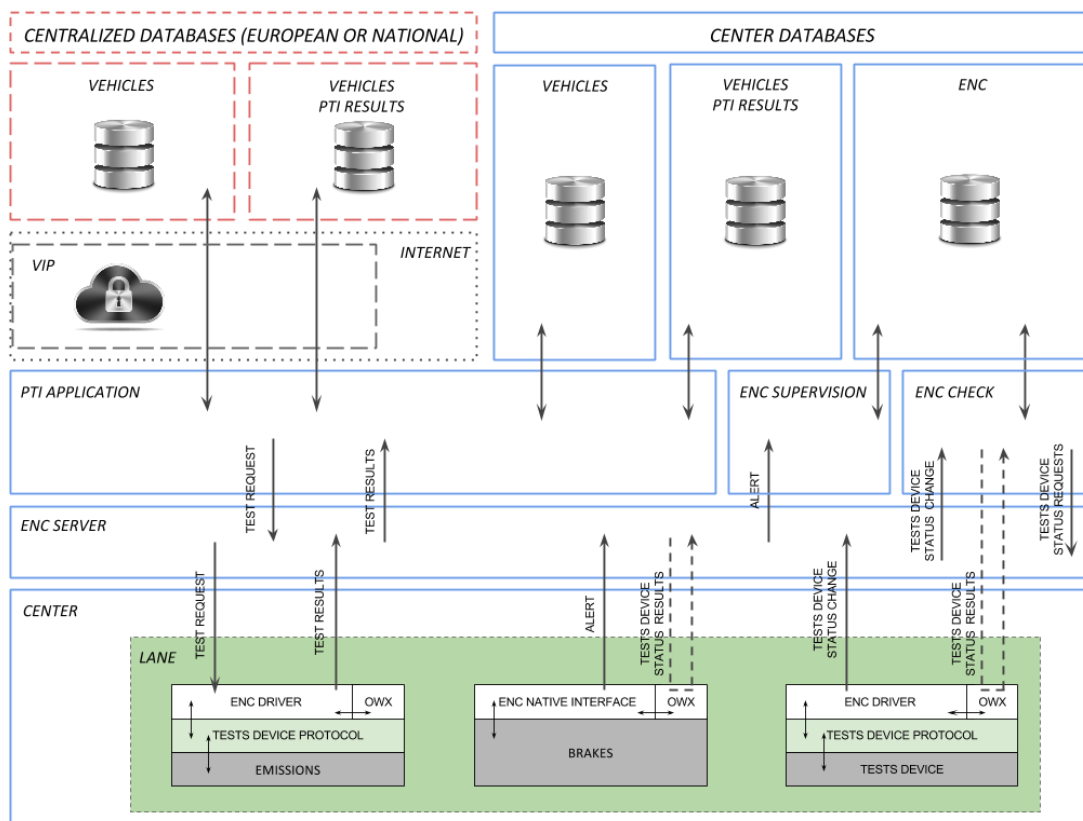 CENTRALIZED DATABASES (EUROPEAN OR NATIONAL)
CENTER DATABASES
VEHICLES
VEHICLES
PTI RESULTS
VEHICLES
VEHICLES
PTI RESULTS
ENC
INTERNET
VIP
PTI APPLICATION
ENC SUPERVISION
ENC CHECK
TEST REQUEST
TEST RESULTS
ALERT
TESTS DEVICE
STATUS CHANGE
TESTS DEVICE
STATUS REQUESTS
ENC SERVER
TEST REQUEST
TEST RESULTS
ALERT
TESTS DEVICE
STATUS RESULTS
TESTS DEVICE
STATUS CHANGE
TESTS DEVICE
STATUS RESULTS
CENTER
LANE
ENC DRIVER
OWX
TESTS DEVICE PROTOCOL
EMISSIONS
ENC NATIVE INTERFACE
OWX
BRAKES
ENC DRIVER
OWX
TESTS DEVICE PROTOCOL
TESTS DEVICE